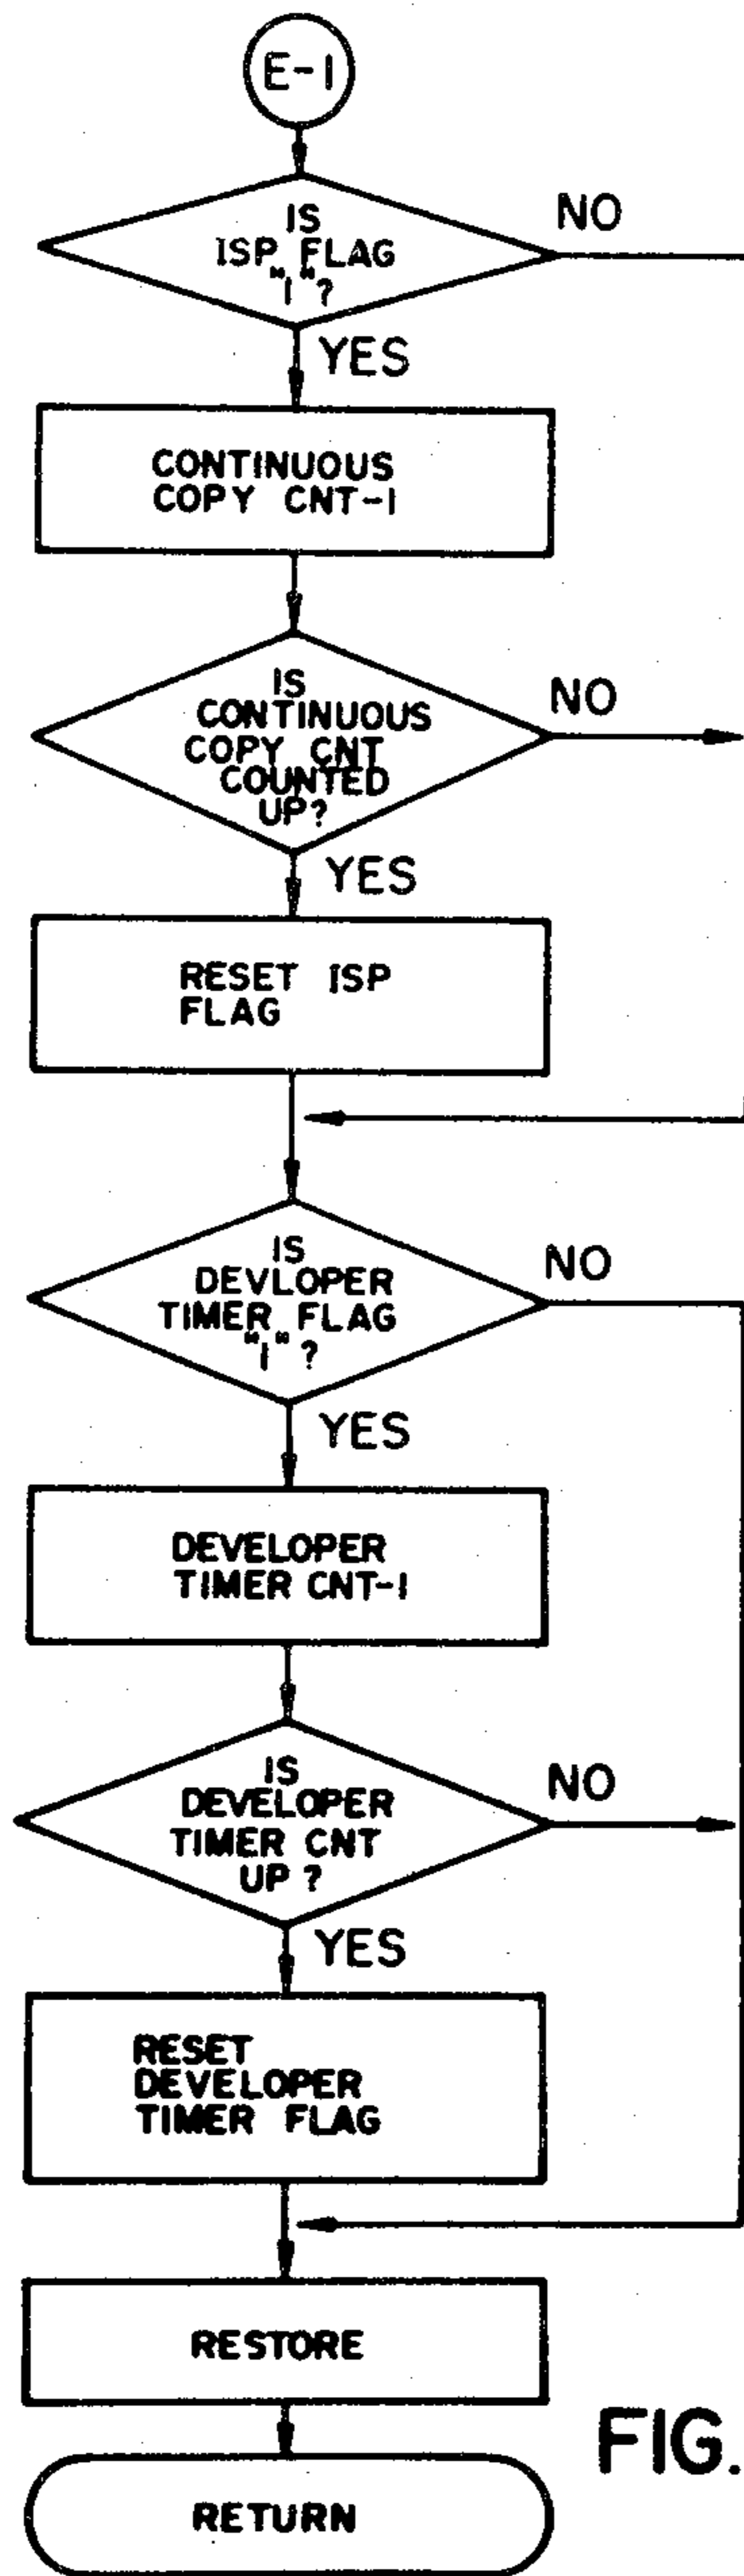 E-1
IS
ISP FLAG
"1"?
NO
YES
CONTINUOUS
COPY CNT-1
IS
CONTINUOUS
COPY CNT
COUNTED
UP?
NO
YES
RESET ISP
FLAG
IS
DEVLOPER
TIMER FLAG
"1"?
NO
YES
DEVELOPER
TIMER CNT-1
IS
DEVELOPER
TIMER CNT
UP?
NO
YES
RESET
DEVELOPER
TIMER FLAG
RESTORE
FIG.
RETURN